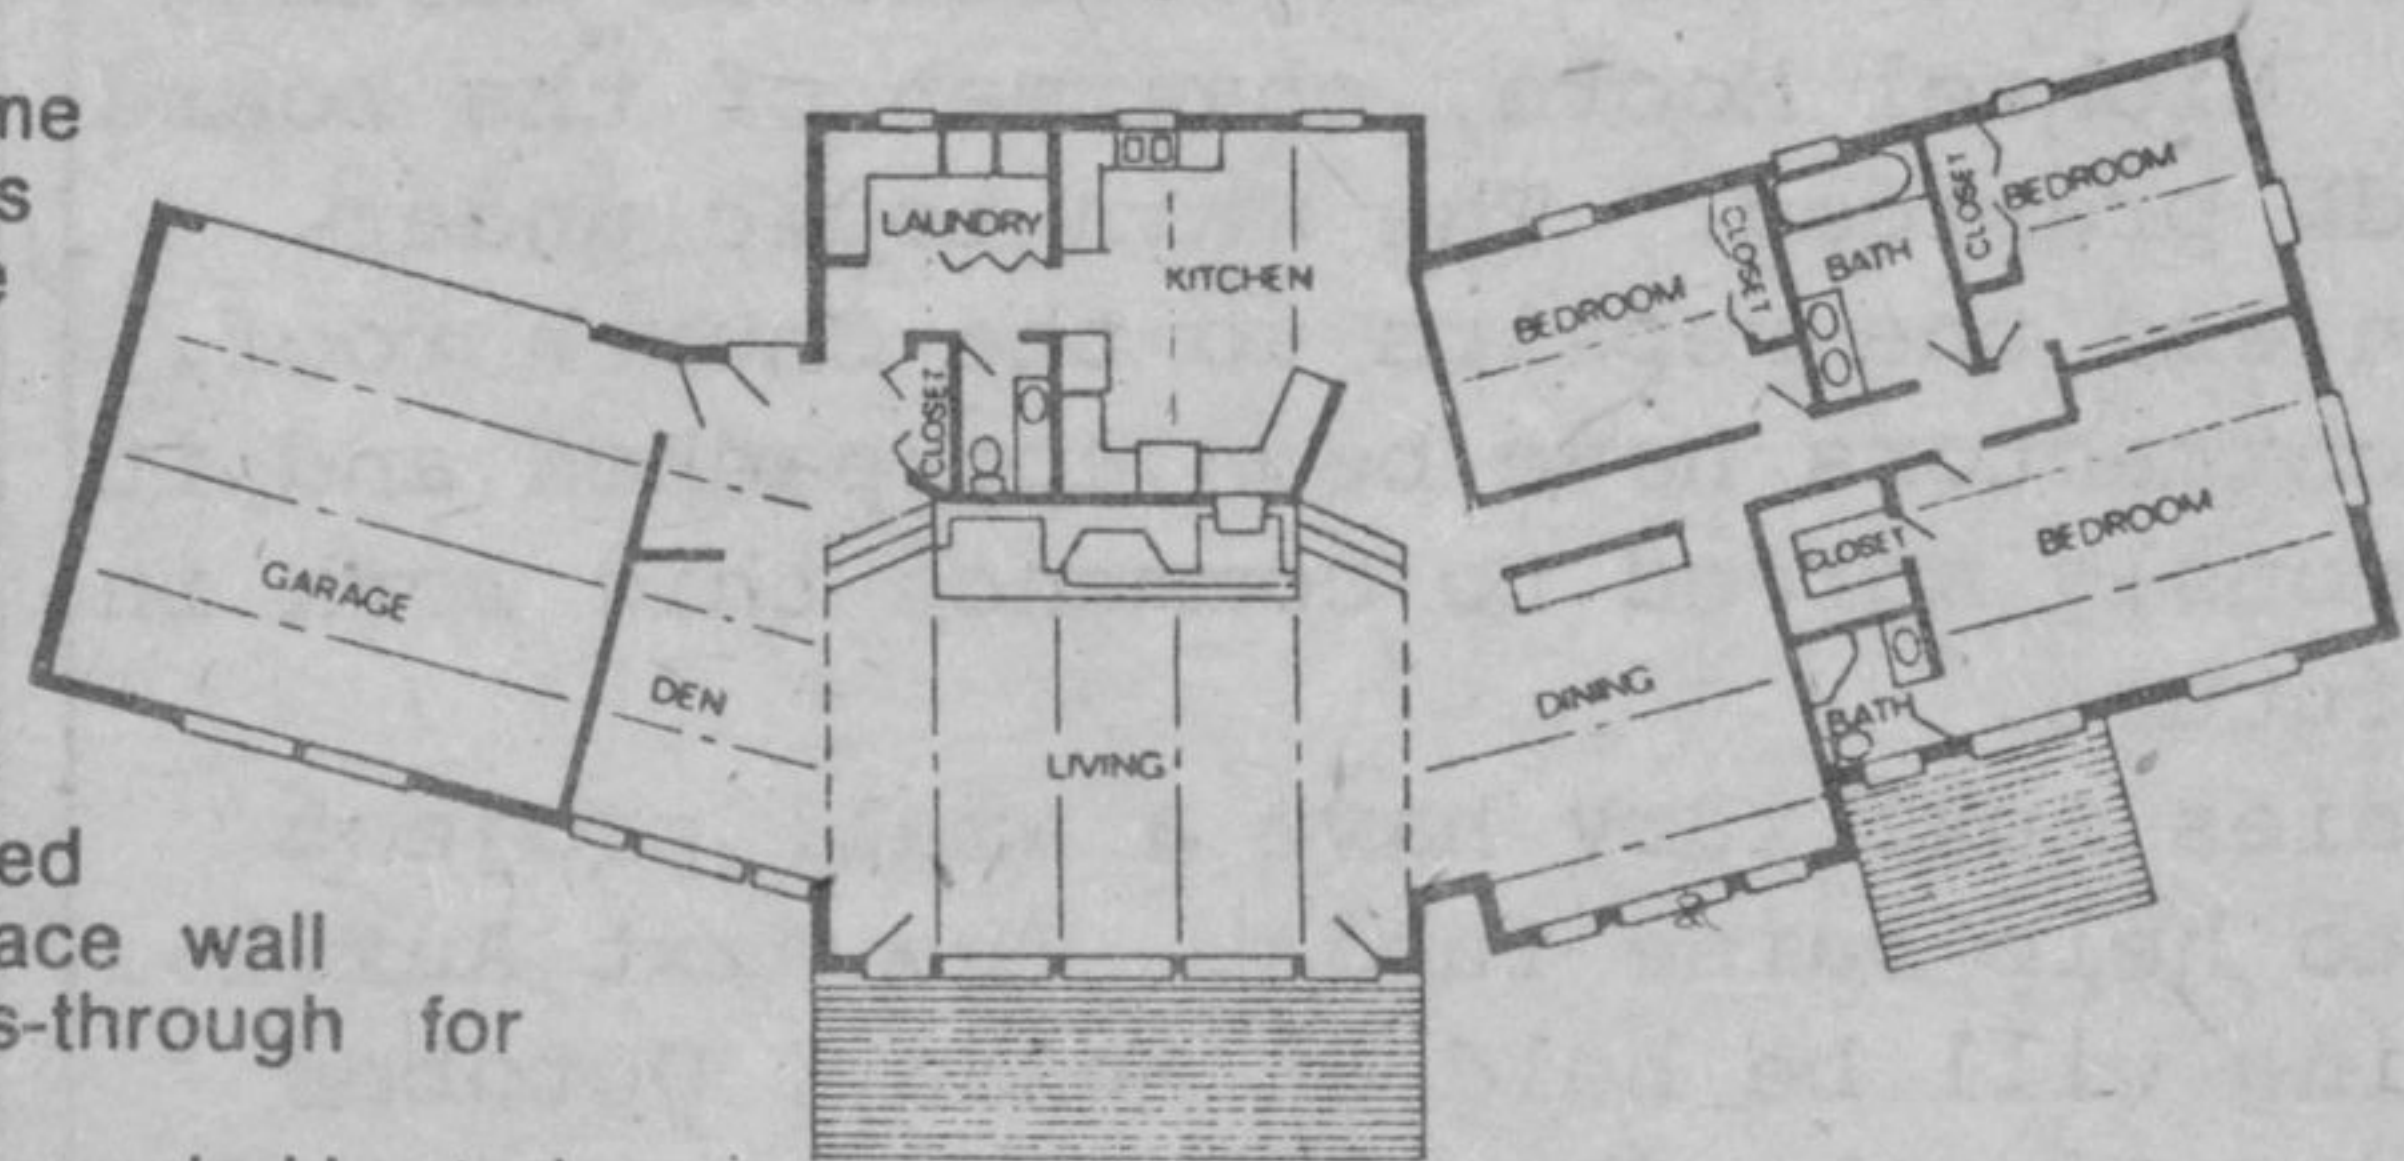 ne
s
e
ed
ace wall
s-through for
LAUNDRY
KITCHEN
CLOSET
GARAGE
DEN
LIVING
DINING
BEDROOM
CLOSET
BATH
CLOSET
BEDROOM
CLOSET
BEDROOM
BATH